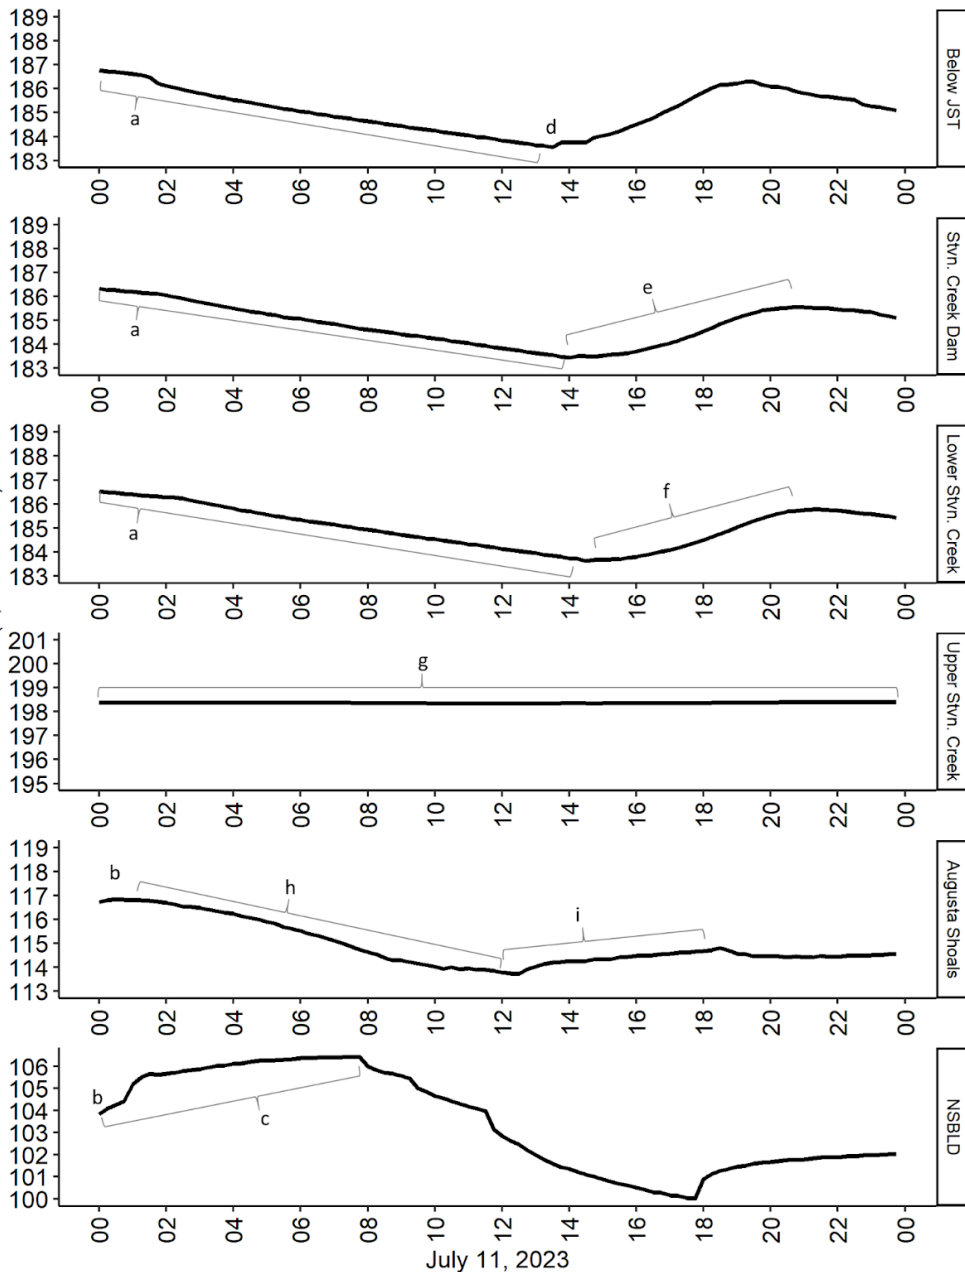 189
188
187
186
185
184
183
a
d
00 02 04 06 08 10 12 14 16 18 20 22 00
Below JST
189
188
187
186
185
184
183
a
e
00 02 04 06 08 10 12 14 16 18 20 22 00
Stvn. Creek Dam
189
188
187
186
185
184
183
a
f
00 02 04 06 08 10 12 14 16 18 20 22 00
Lower Stvn. Creek
201
200
199
198
197
196
195
g
00 02 04 06 08 10 12 14 16 18 20 22 00
Upper Stvn. Creek
119
118
117
116
115
114
113
b
h
i
00 02 04 06 08 10 12 14 16 18 20 22 00
Augusta Shoals
106
105
104
103
102
101
100
b
c
00 02 04 06 08 10 12 14 16 18 20 22 00
NSBLD
July 11, 2023